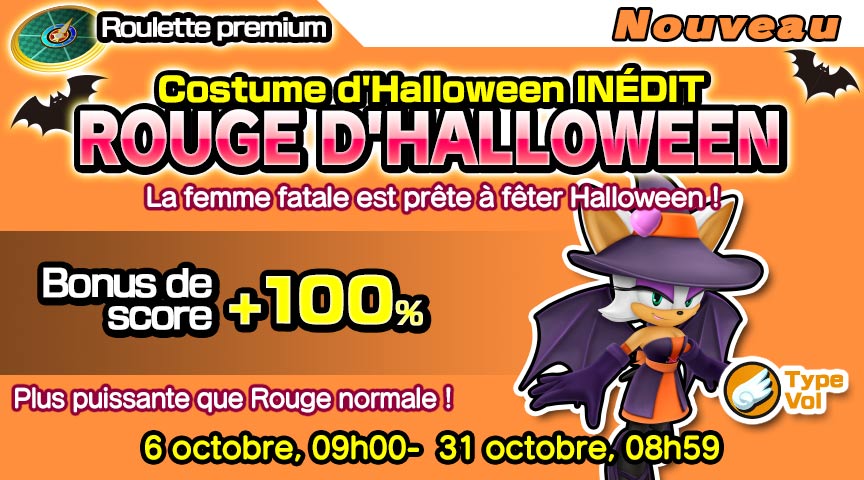 Roulette premium
Nouveau
Costume d'Halloween INÉDIT
ROUGE D'HALLOWEEN
La femme fatale est prête à fêter Halloween !
Bonus de
score +100%
Type
Vol
Plus puissante que Rouge normale !
6 octobre, 09h00- 31 octobre, 08h59